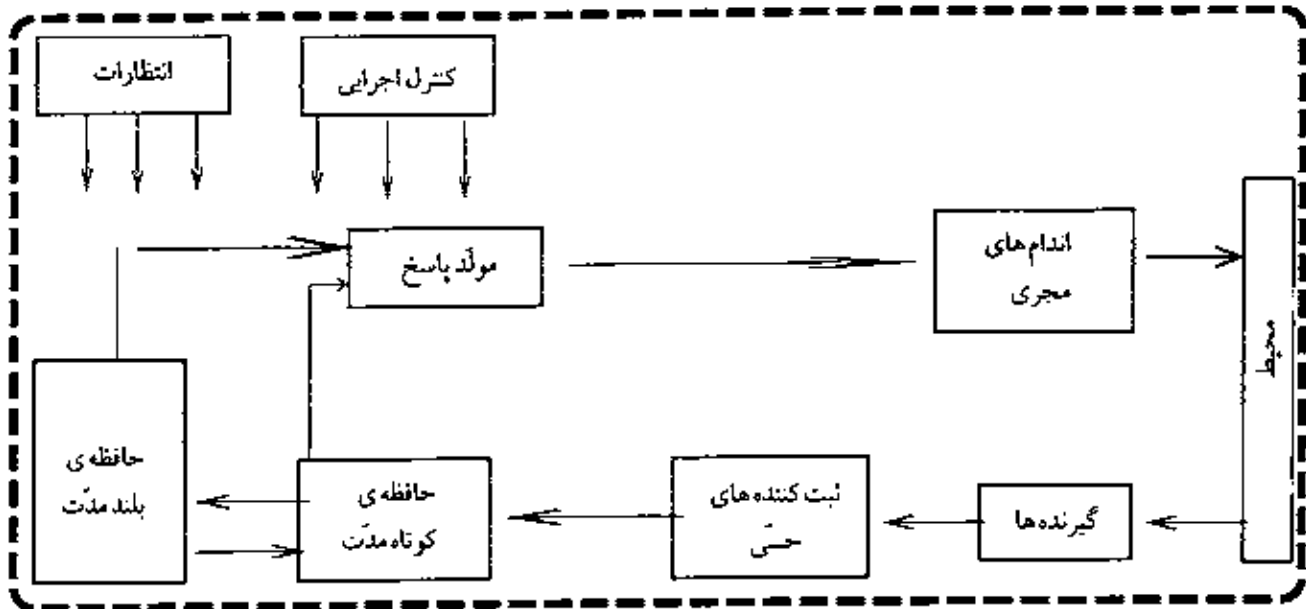 کنترل اجرایی
انتظارات
اندام‌های
مجری
مولّد پاسخ
محیط
گیرنده‌ها
ثبت کننده‌های
حسّی
حافظه‌ی
کوتاه مدّت
حافظه‌ی
بلند مدّت